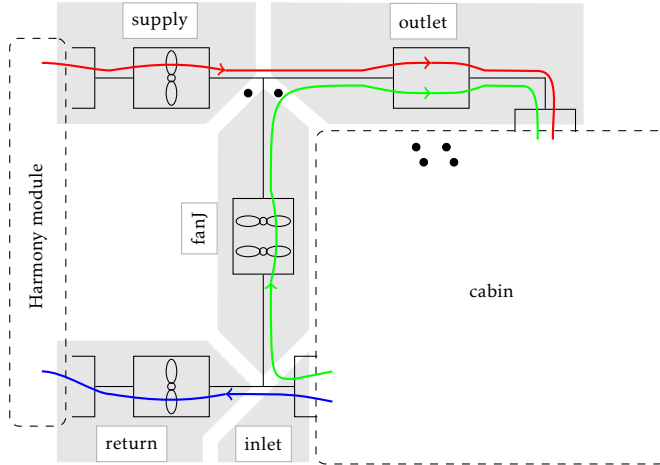 supply
outlet
Harmony module
fanJ
cabin
return
inlet